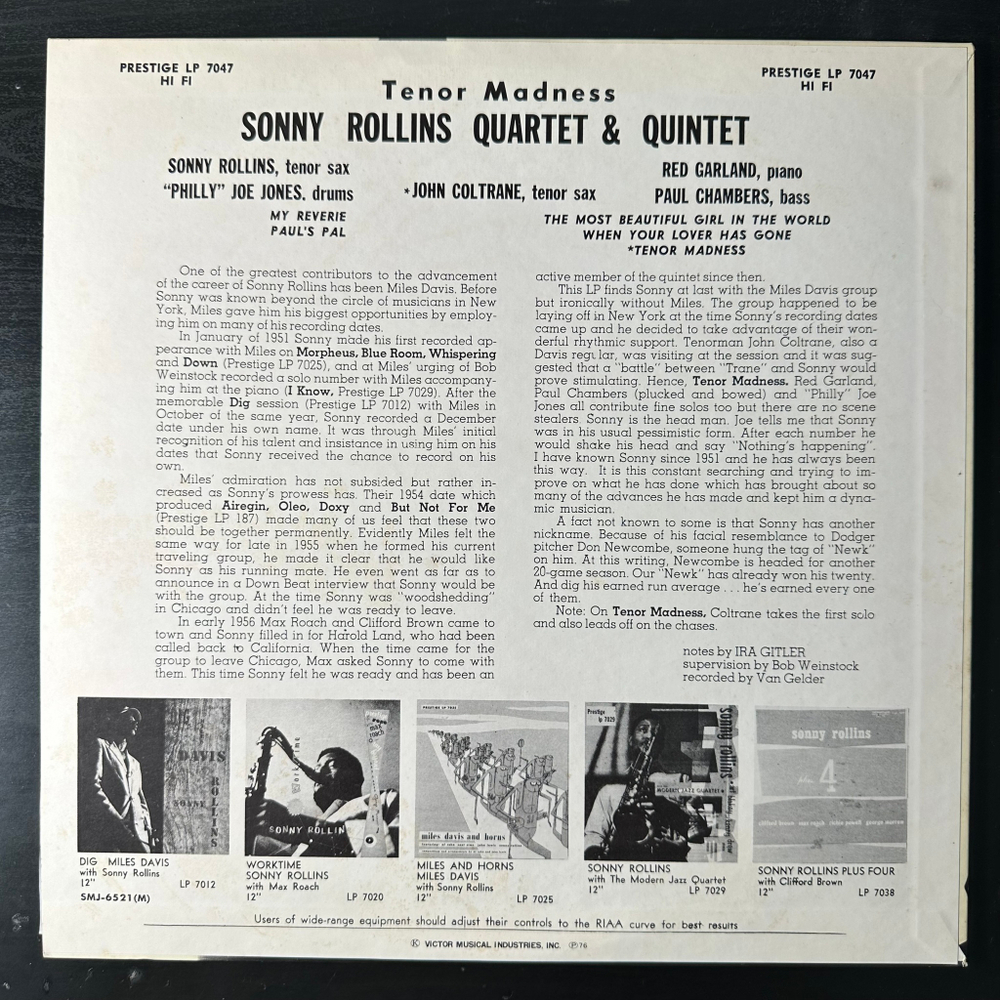 PRESTIGE LP 7047
HI FI
PRESTIGE LP 7047
HI FI
Tenor Madness
SONNY ROLLINS QUARTET & QUINTET
SONNY ROLLINS, tenor sax
"PHILLY" JOE JONES. drums
*JOHN COLTRANE, tenor sax
RED GARLAND, piano
PAUL CHAMBERS, bass
MY REVERIE
PAUL'S PAL
THE MOST BEAUTIFUL GIRL IN THE WORLD
WHEN YOUR LOVER HAS GONE
*TENOR MADNESS
One of the greatest contributors to the advancement
of the career of Sonny Rollins has been Miles Davis. Before
Sonny was known beyond the circle of musicians in New
York, Miles gave him his biggest opportunities by employ-
ing him on many of his recording dates.
In January of 1951 Sonny made his first recorded ap-
pearance with Miles on Morpheus, Blue Room, Whispering
and Down (Prestige LP 7025), and at Miles' urging of Bob
Weinstock recorded a solo number with Miles accompany-
ing him at the piano (I Know, Prestige LP 7029). After the
memorable Dig session (Prestige LP 7012) with Miles in
October of the same year, Sonny recorded a December
date under his own name. It was through Miles' initial
recognition of his talent and insistance in using him on his
dates that Sonny received the chance to record on his
own.
Miles' admiration has not subsided but rather in-
creased as Sonny's prowess has. Their 1954 date which
produced Airegin, Oleo, Doxy and But Not For Me
(Prestige LP 187) made many of us feel that these two
should be together permanently. Evidently Miles felt the
same way for late in 1955 when he formed his current
traveling group, he made it clear that he would like
Sonny as his running mate. He even went as far as to
announce in a Down Beat interview that Sonny would be
with the group. At the time Sonny was "woodshedding"
in Chicago and didn't feel he was ready to leave.
In early 1956 Max Roach and Clifford Brown came to
town and Sonny filled in for Harold Land, who had been
called back to California. When the time came for the
group to leave Chicago, Max asked Sonny to come with
them. This time Sonny felt he was ready and has been an
active member of the quintet since then.
This LP finds Sonny at last with the Miles Davis group
but ironically without Miles. The group happened to be
laying off in New York at the time Sonny's recording dates
came up and he decided to take advantage of their won-
derful rhythmic support. Tenorman John Coltrane, also a
Davis regular, was visiting at the session and it was sug-
gested that a "battle" between "Trane" and Sonny would
prove stimulating. Hence, Tenor Madness. Red Garland,
Paul Chambers (plucked and bowed) and "Philly" Joe
Jones all contribute fine solos too but there are no scene
stealers. Sonny is the head man. Joe tells me that Sonny
was in his usual pessimistic form. After each number he
would shake his head and say "Nothing's happening".
I have known Sonny since 1951 and he has always been
this way. It is this constant searching and trying to im-
prove on what he has done which has brought about so
many of the advances he has made and kept him a dyna-
mic musician.
A fact not known to some is that Sonny has another
nickname. Because of his facial resemblance to Dodger
pitcher Don Newcombe, someone hung the tag of "Newk"
on him. At this writing, Newcombe is headed for another
20-game season. Our "Newk" has already won his twenty.
And dig his earned run average . . . he's earned every one
of them.
Note: On Tenor Madness, Coltrane takes the first solo
and also leads off on the chases.
notes by IRA GITLER
supervision by Bob Weinstock
recorded by Van Gelder
DAVIS
SONNY
ROLLINS
max
roach
SONNY ROLLIN
PRESTIGE LP 7025
miles davis and horns
Prestige
lp 7029
sonny rollins
MODERN JAZZ QUARTET
sonny rollins
4
DIG MILES DAVIS
with Sonny Rollins
12" LP 7012
WORKTIME
SONNY ROLLINS
with Max Roach
12" LP 7020
MILES AND HORNS
MILES DAVIS
with Sonny Rollins
12" LP 7025
SONNY ROLLINS
with The Modern Jazz Quartet
12" LP 7029
SONNY ROLLINS PLUS FOUR
with Clifford Brown
12" LP 7038
SMJ-6521(M)
Users of wide-range equipment should adjust their controls to the RIAA curve for best results
Ⓚ VICTOR MUSICAL INDUSTRIES, INC. Ⓟ76